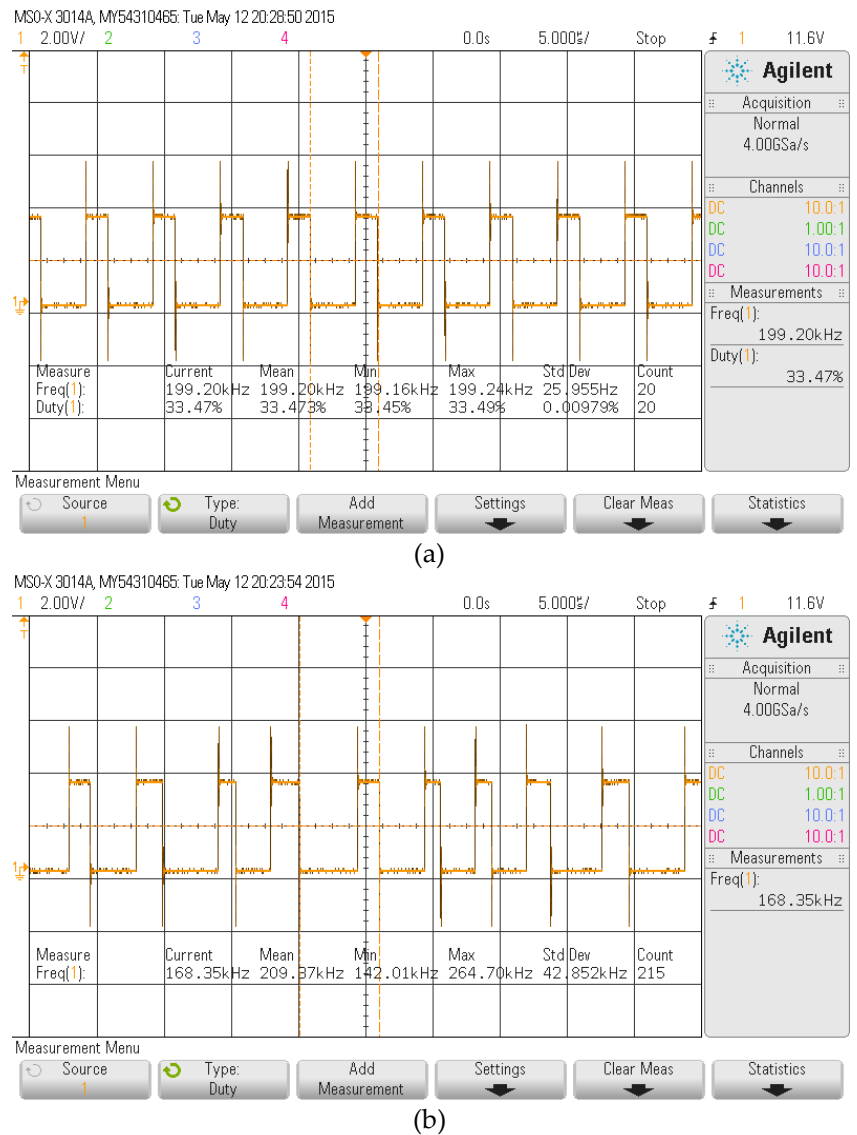 MSO-X 3014A, MY54310465: Tue May 12 20:28:50 2015
1 2.00V/ 2 3 4 0.0s 5.000µs/ Stop 1 11.6V
T
Agilent
Acquisition
Normal
4.00GSa/s
Channels
DC 10.0:1
DC 1.00:1
DC 10.0:1
DC 10.0:1
Measurements
Freq(1):
199.20kHz
Duty(1):
33.47%
1
Measure Current Mean Min Max Std Dev Count
Freq(1): 199.20kHz 199.20kHz 199.16kHz 199.24kHz 25.955Hz 20
Duty(1): 33.47% 33.473% 33.45% 33.49% 0.00979% 20
Measurement Menu
Source
1
Type:
Duty
Add
Measurement
Settings
Clear Meas
Statistics
(a)
MSO-X 3014A, MY54310465: Tue May 12 20:23:54 2015
1 2.00V/ 2 3 4 0.0s 5.000µs/ Stop 1 11.6V
T
Agilent
Acquisition
Normal
4.00GSa/s
Channels
DC 10.0:1
DC 1.00:1
DC 10.0:1
DC 10.0:1
Measurements
Freq(1):
168.35kHz
1
Measure Current Mean Min Max Std Dev Count
Freq(1): 168.35kHz 209.37kHz 142.01kHz 264.70kHz 42.852kHz 215
Measurement Menu
Source
1
Type:
Duty
Add
Measurement
Settings
Clear Meas
Statistics
(b)